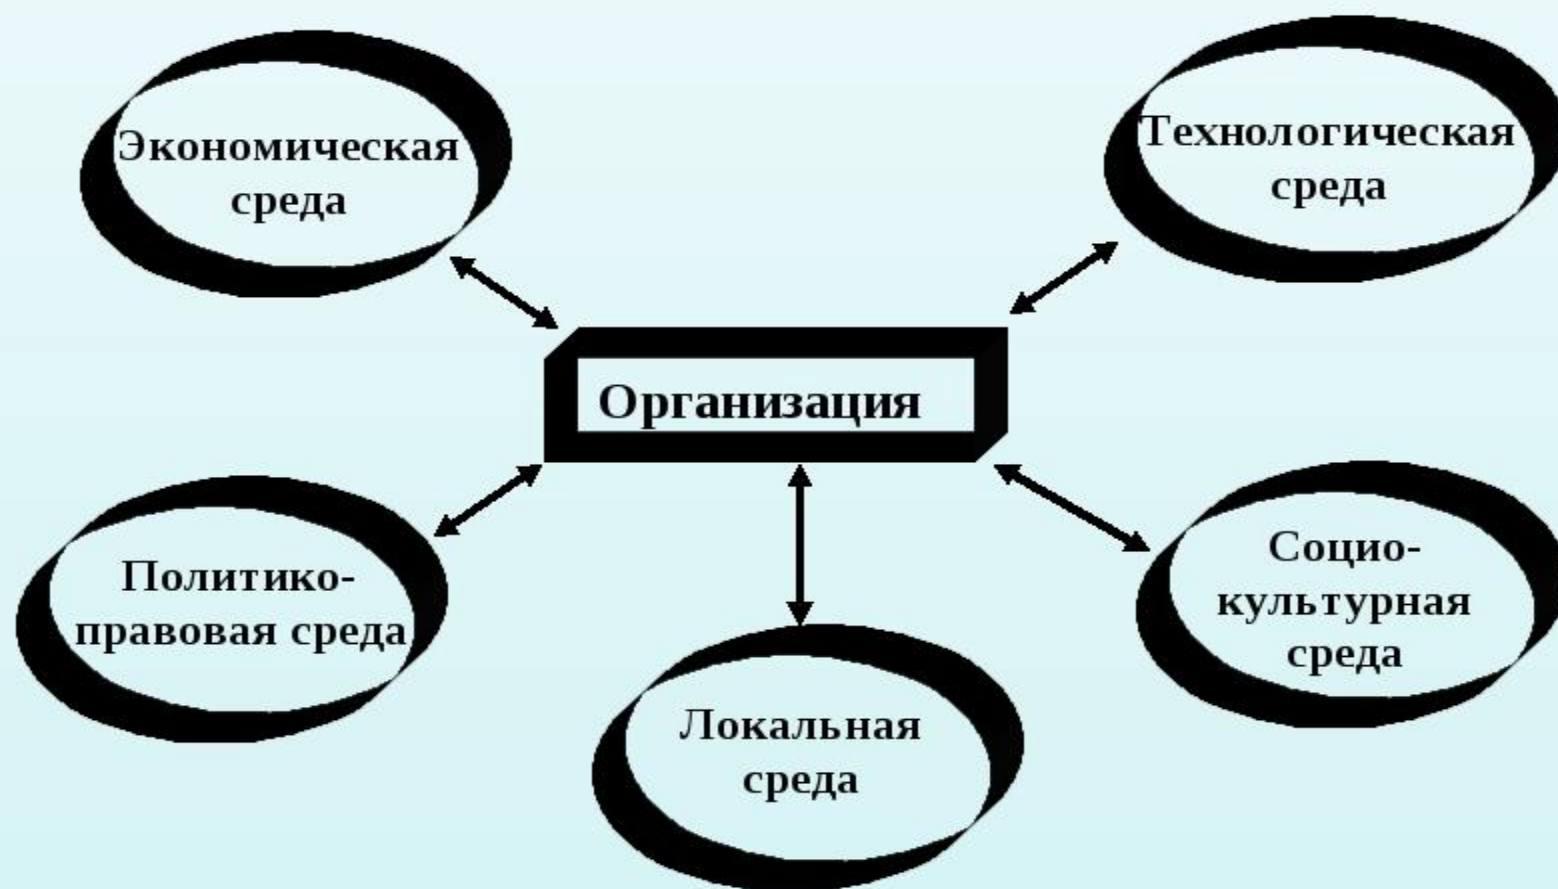 Экономическая
среда
Технологическая
среда
Организация
Политико-
правовая среда
Социо-
культурная
среда
Локальная
среда